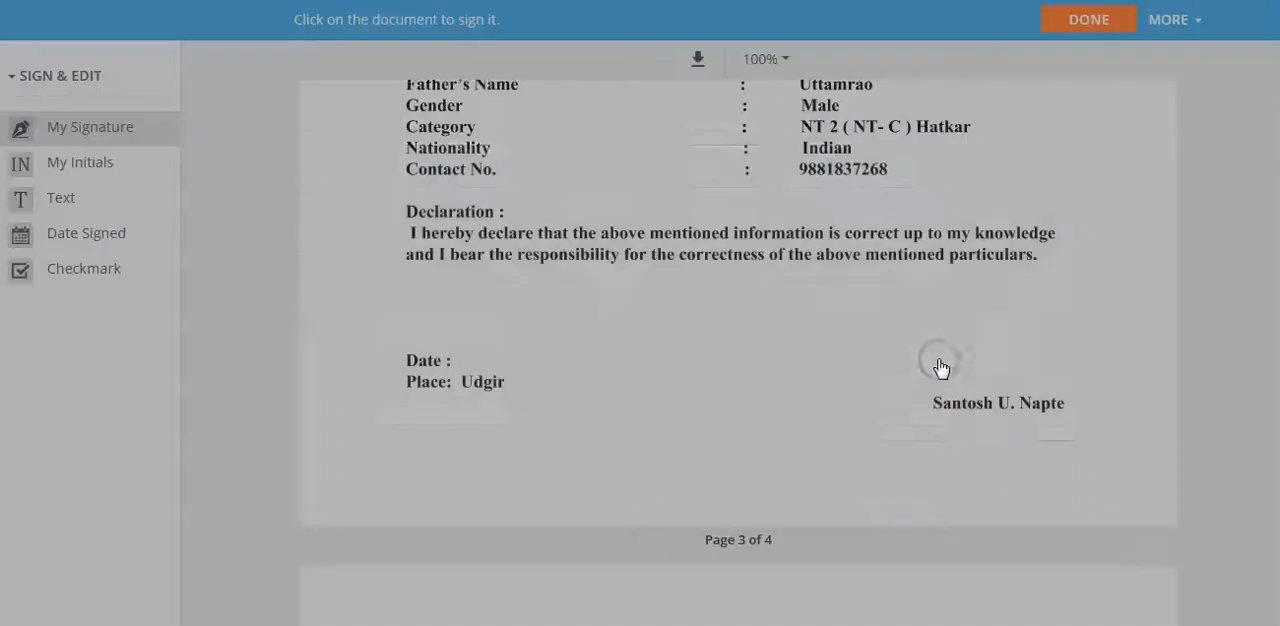 Click on the document to sign it.
DONE
MORE
SIGN & EDIT
100%
My Signature
IN My Initials
T Text
Date Signed
Checkmark
Father's Name : Uttamrao
Gender : Male
Category : NT 2 ( NT- C ) Hatkar
Nationality : Indian
Contact No. : 9881837268
Declaration :
I hereby declare that the above mentioned information is correct up to my knowledge
and I bear the responsibility for the correctness of the above mentioned particulars.
Date :
Place: Udgir
Santosh U. Napte
Page 3 of 4